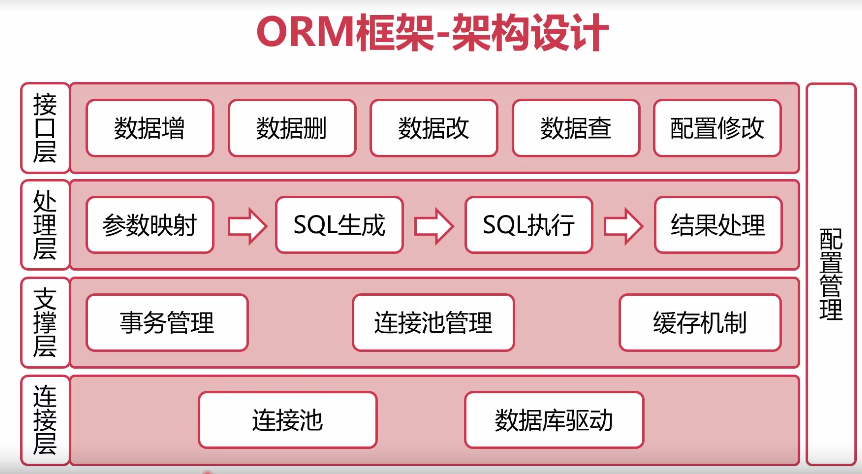 ORM框架-架构设计
接口层
数据增
数据删
数据改
数据查
配置修改
处理层
参数映射
SQL生成
SQL执行
结果处理
支撑层
事务管理
连接池管理
缓存机制
连接层
连接池
数据库驱动
配置管理